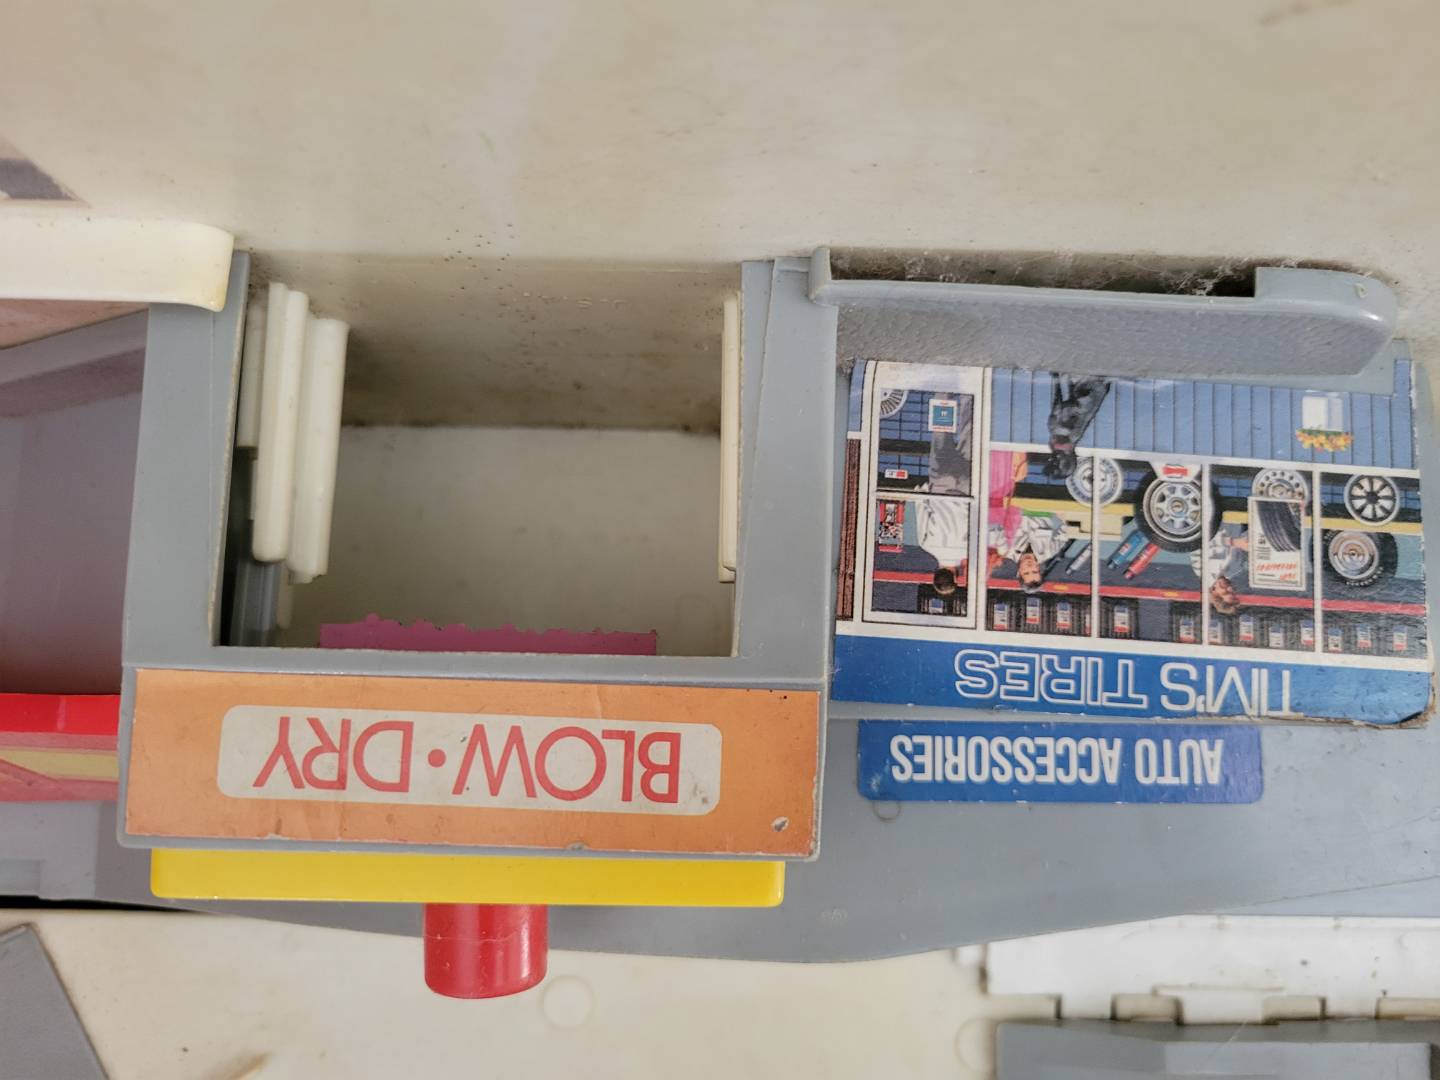 BLOW·DRY
TIM'S TIRES
AUTO ACCESSORIES